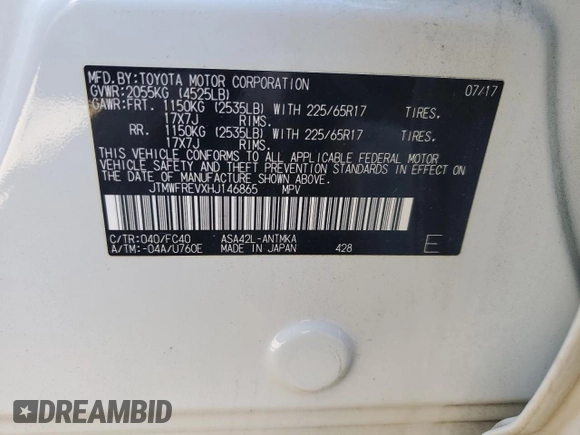 MFD.BY:TOYOTA MOTOR CORPORATION 07/17
GVWR:2055KG (4525LB)
GAWR:FRT. 1150KG (2535LB) WITH 225/65R17 TIRES.
17X7J RIMS.
RR. 1150KG (2535LB) WITH 225/65R17 TIRES.
17X7J RIMS.
THIS VEHICLE CONFORMS TO ALL APPLICABLE FEDERAL MOTOR
VEHICLE SAFETY AND THEFT PREVENTION STANDARDS IN EFFECT ON
THE DATE OF MANUFACTURE SHOWN ABOVE.
JTMWFREVXHJ146865 MPV
C/TR:040/FC40 ASA42L-ANTMKA
A/TM:-04A/U760E MADE IN JAPAN 428 E
DREAMBID